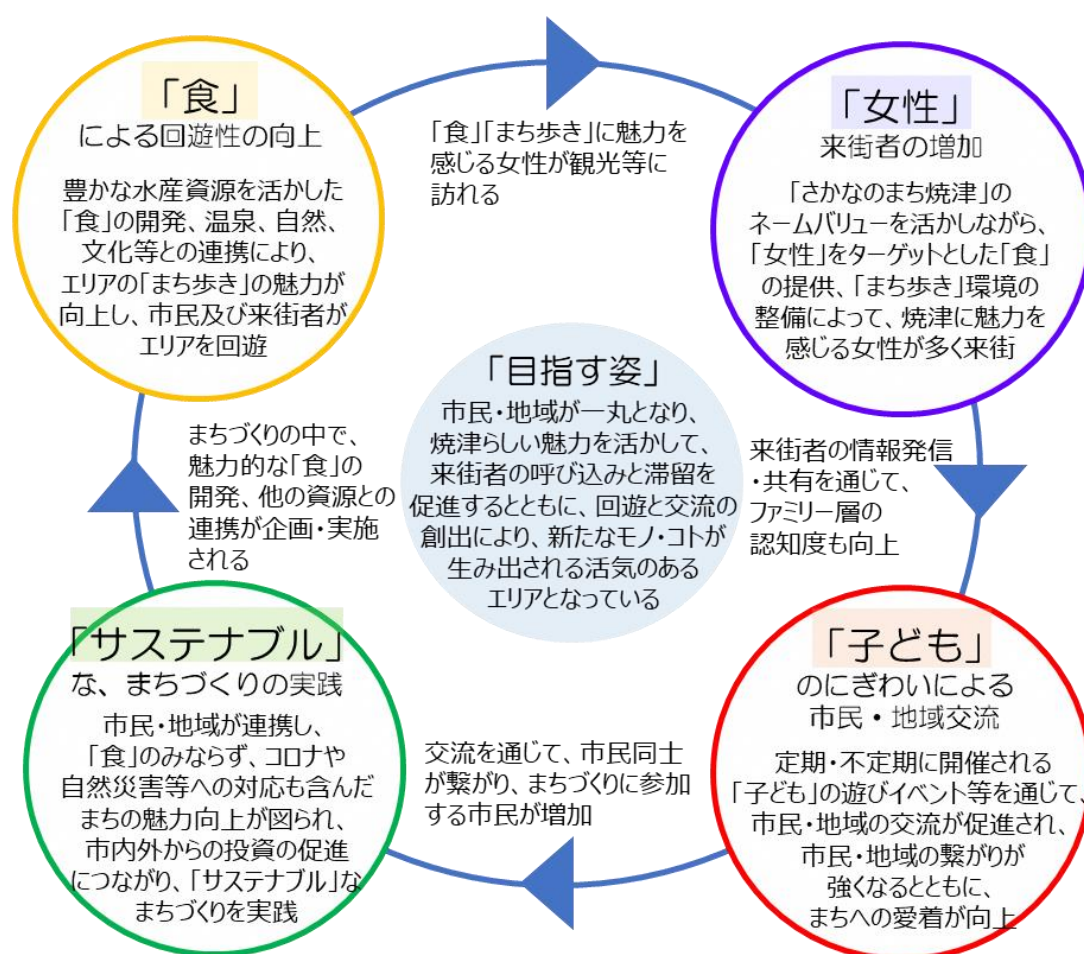 「食」
による回遊性の向上
豊かな水産資源を活かした
「食」の開発、温泉、自然、
文化等との連携により、
エリアの「まち歩き」の魅力が
向上し、市民及び来街者が
エリアを回遊
「食」「まち歩き」に魅力を
感じる女性が観光等に
訪れる
「女性」
来街者の増加
「さかなのまち焼津」の
ネームバリューを活かしながら、
「女性」をターゲットとした「食」
の提供、「まち歩き」環境の
整備によって、焼津に魅力を
感じる女性が多く来街
「目指す姿」
市民・地域が一丸となり、
焼津らしい魅力を活かして、
来街者の呼び込みと滞留を
促進するとともに、回遊と交流の
創出により、新たなモノ・コトが
生み出される活気のある
エリアとなっている
来街者の情報発信
・共有を通じて、
ファミリー層の
認知度も向上
「子ども」
のにぎわいによる
市民・地域交流
定期・不定期に開催される
「子ども」の遊びイベント等を通じて、
市民・地域の交流が促進され、
市民・地域の繋がりが
強くなるとともに、
まちへの愛着が向上
交流を通じて、市民同士
が繋がり、まちづくりに参加
する市民が増加
「サステナブル」
な、まちづくりの実践
市民・地域が連携し、
「食」のみならず、コロナや
自然災害等への対応も含んだ
まちの魅力向上が図られ、
市内外からの投資の促進
につながり、「サステナブル」な
まちづくりを実践
まちづくりの中で、
魅力的な「食」の
開発、他の資源との
連携が企画・実施
される